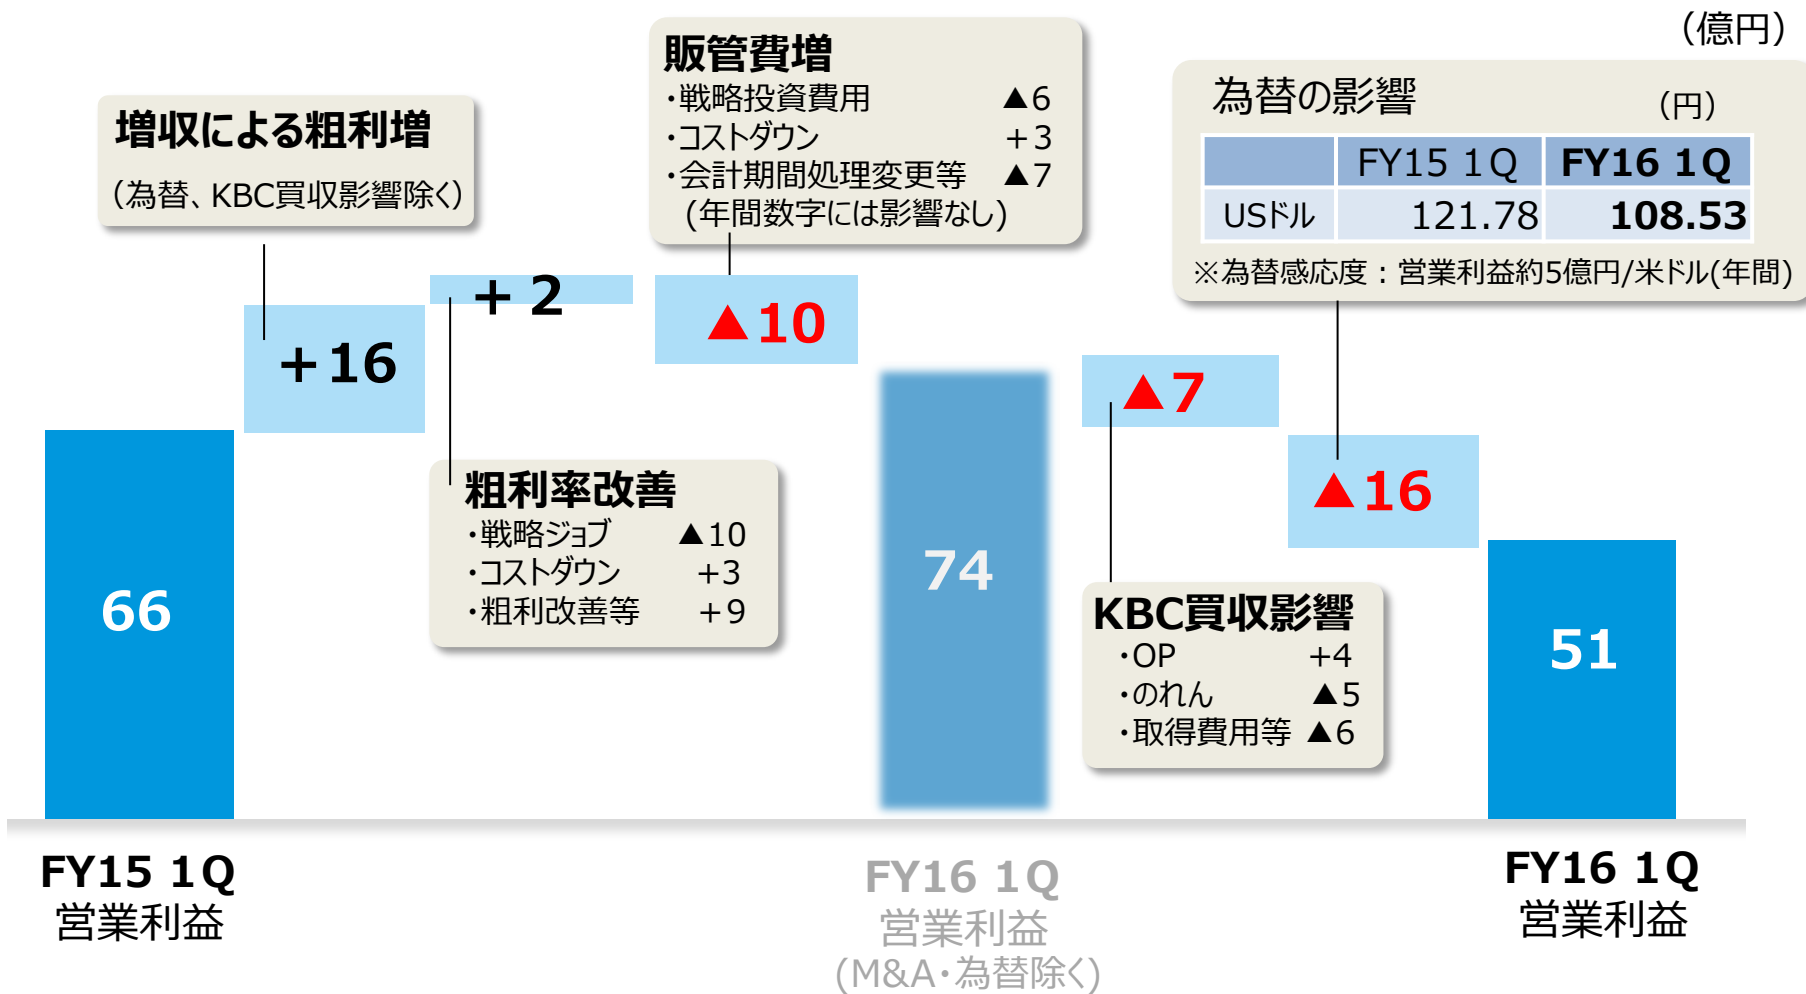 （億円）
増収による粗利増
（為替、KBC買収影響除く）
販管費増
・戦略投資費用 ▲6
・コストダウン ＋3
・会計期間処理変更等 ▲7
（年間数字には影響なし）
為替の影響 （円）
FY15 1Q FY16 1Q
USドル 121.78 108.53
※為替感応度：営業利益約5億円/米ドル(年間)
＋16
＋2
▲10
▲7
▲16
粗利率改善
・戦略ジョブ ▲10
・コストダウン +3
・粗利改善等 ＋9
KBC買収影響
・OP +4
・のれん ▲5
・取得費用等 ▲6
66
74
51
FY15 1Q
営業利益
FY16 1Q
営業利益
(M&A・為替除く)
FY16 1Q
営業利益